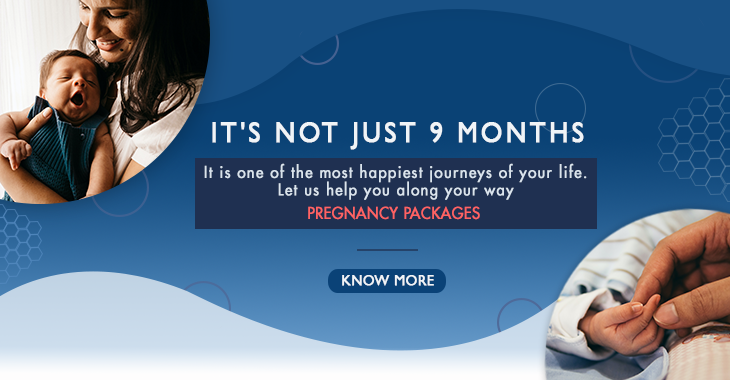 IT'S NOT JUST 9 MONTHS
It is one of the most happiest journeys of your life.
Let us help you along your way
PREGNANCY PACKAGES
KNOW MORE